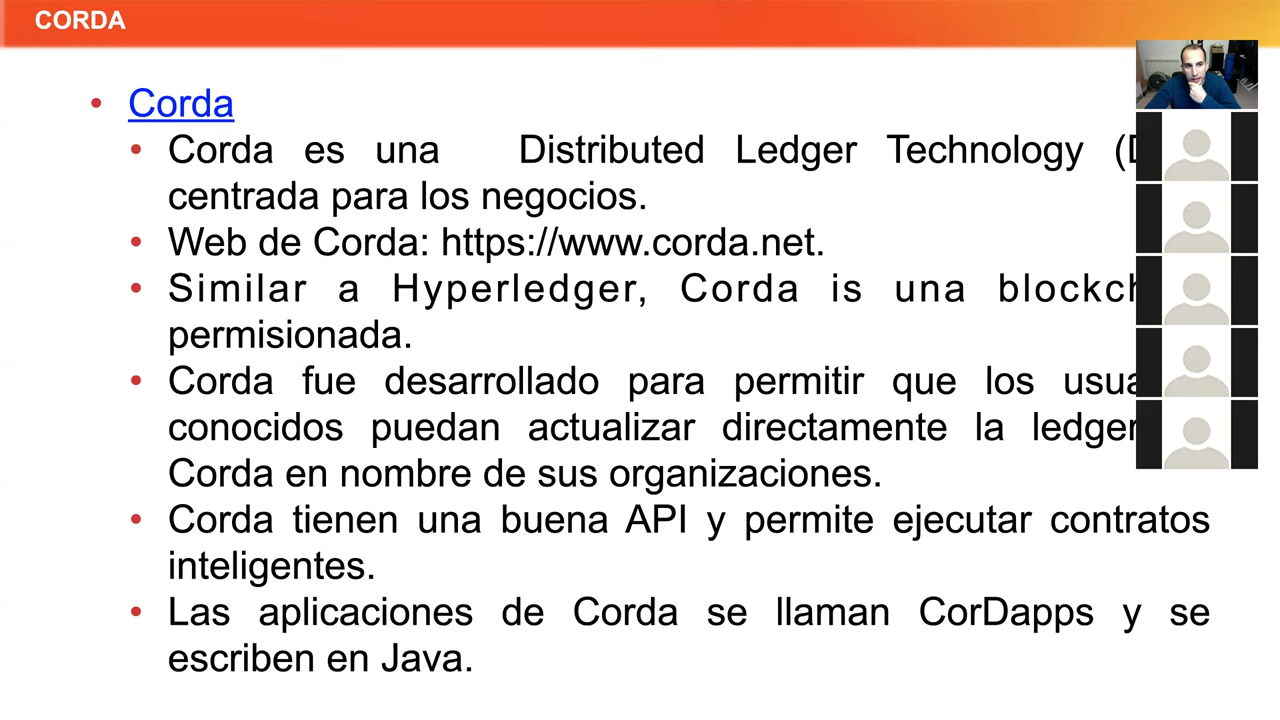 CORDA
• Corda
• Corda es una Distributed Ledger Technology
centrada para los negocios.
• Web de Corda: https://www.corda.net.
• Similar a Hyperledger, Corda is una
permisionada.
• Corda fue desarrollado para permitir que los
conocidos puedan actualizar directamente la ledger
Corda en nombre de sus organizaciones.
• Corda tienen una buena API y permite ejecutar contratos
inteligentes.
• Las aplicaciones de Corda se llaman CorDapps y se
escriben en Java.